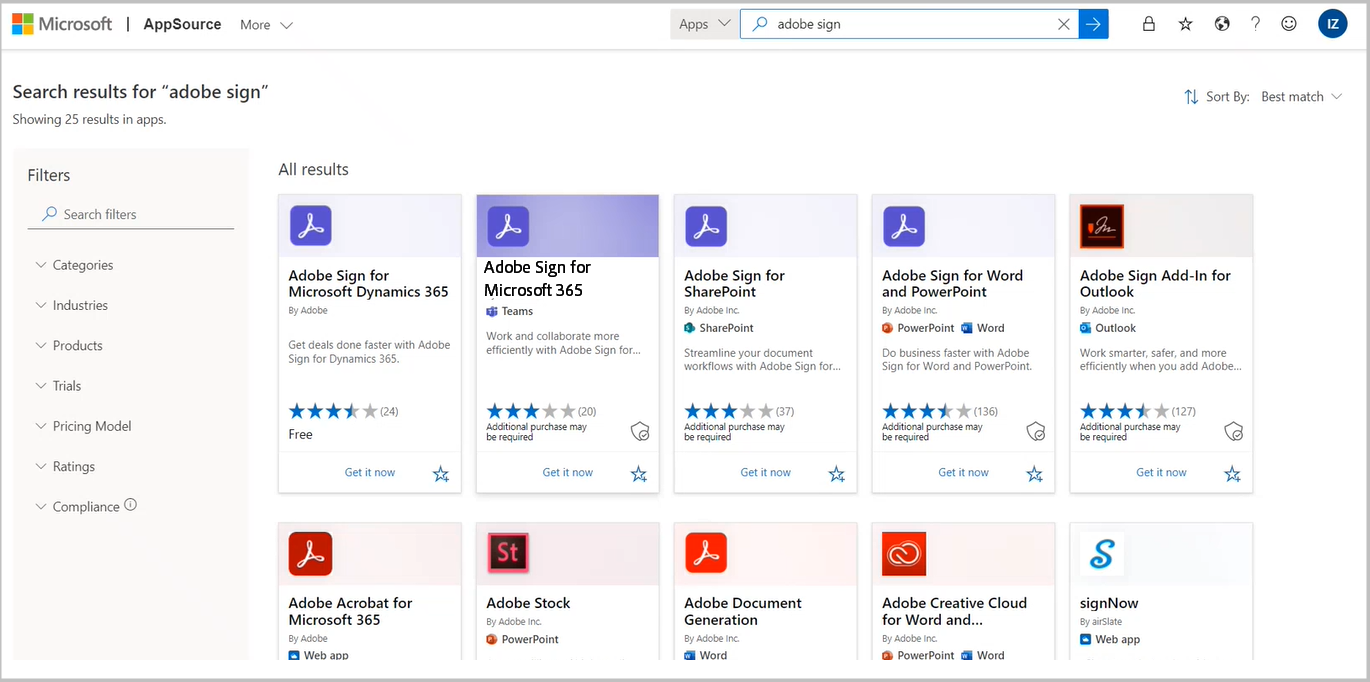 Microsoft | AppSource More
Apps adobe sign
IZ
Search results for “adobe sign”
Showing 25 results in apps.
Sort By: Best match
Filters
Search filters
Categories
Industries
Products
Trials
Pricing Model
Ratings
Compliance
All results
Adobe Sign for
Microsoft Dynamics 365
By Adobe
Get deals done faster with Adobe
Sign for Dynamics 365.
(24)
Free
Get it now
Adobe Sign for
Microsoft 365
Teams
Work and collaborate more
efficiently with Adobe Sign for...
(20)
Additional purchase may
be required
Get it now
Adobe Sign for
SharePoint
By Adobe Inc.
SharePoint
Streamline your document
workflows with Adobe Sign for...
(37)
Additional purchase may
be required
Get it now
Adobe Sign for Word
and PowerPoint
By Adobe Inc.
PowerPoint Word
Do business faster with Adobe
Sign for Word and PowerPoint.
(136)
Additional purchase may
be required
Get it now
Adobe Sign Add-In for
Outlook
By Adobe Inc.
Outlook
Work smarter, safer, and more
efficiently when you add Adobe...
(127)
Additional purchase may
be required
Get it now
Adobe Acrobat for
Microsoft 365
By Adobe
Web app
St
Adobe Stock
By Adobe Inc.
PowerPoint
Adobe Document
Generation
By Adobe Inc.
Word
Adobe Creative Cloud
for Word and...
By Adobe Inc.
PowerPoint Word
signNow
By airSlate
Web app